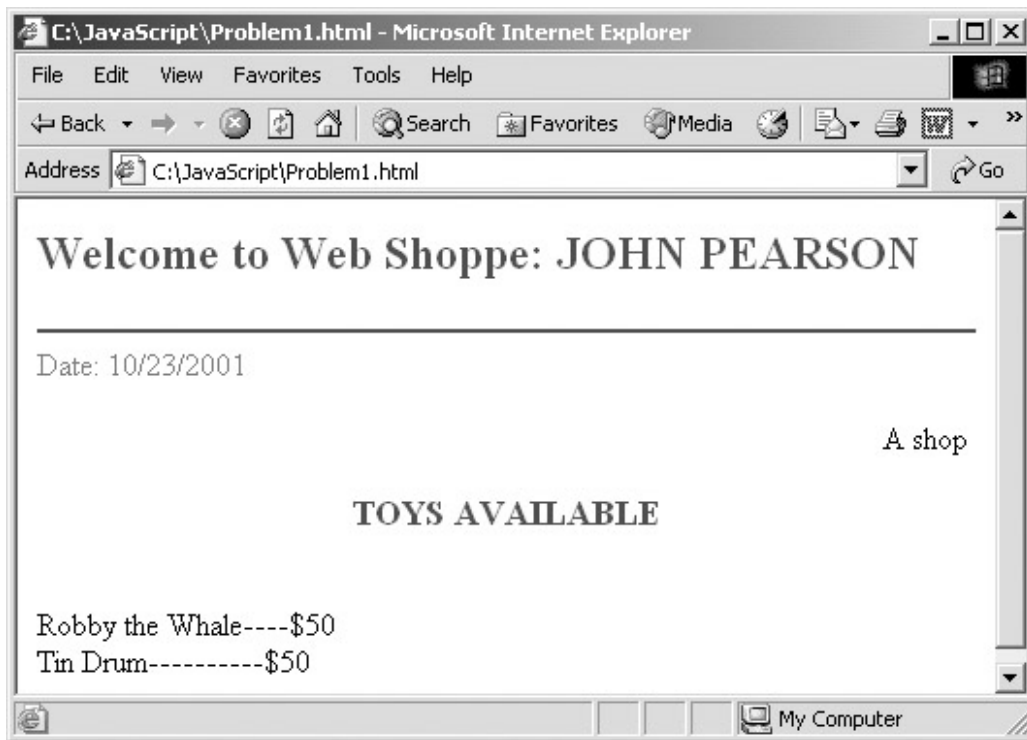 C:\JavaScript\Problem1.html - Microsoft Internet Explorer
File Edit View Favorites Tools Help
Back Search Favorites Media W »
Address C:\JavaScript\Problem1.html Go
Welcome to Web Shoppe: JOHN PEARSON
Date: 10/23/2001
A shop
TOYS AVAILABLE
Robby the Whale----$50
Tin Drum----------$50
My Computer